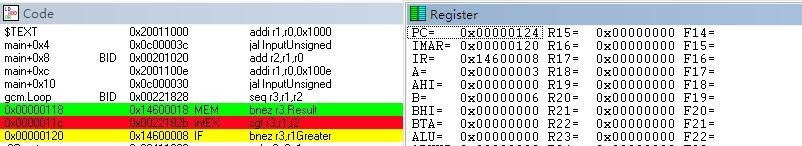 Code
$TEXT 0x20011000 addi r1,r0,0x1000
main+0x4 0x0c00003c jal InputUnsigned
main+0x8 BID 0x00201020 add r2,r1,r0
main+0xc 0x2001100e addi r1,r0,0x100e
main+0x10 0x0c000030 jal InputUnsigned
gcm.Loop BID 0x00221828 seq r3,r1,r2
0x00000118 0x14600018 MEM bnez r3,Result
0x0000011c 0x0022182b intEX sgt r3,r1,r2
0x00000120 0x14600008 IF bnez r3,r1Greater
Register
PC= 0x00000124 R15= 0x00000000 F14=
IMAR= 0x00000120 R16= 0x00000000 F15=
IR= 0x14600008 R17= 0x00000000 F16=
A= 0x00000003 R18= 0x00000000 F17=
AHI= 0x00000000 R19= 0x00000000 F18=
B= 0x00000006 R20= 0x00000000 F19=
BHI= 0x00000000 R21= 0x00000000 F20=
BTA= 0x00000000 R22= 0x00000000 F21=
ALU= 0x00000000 R23= 0x00000000 F22=